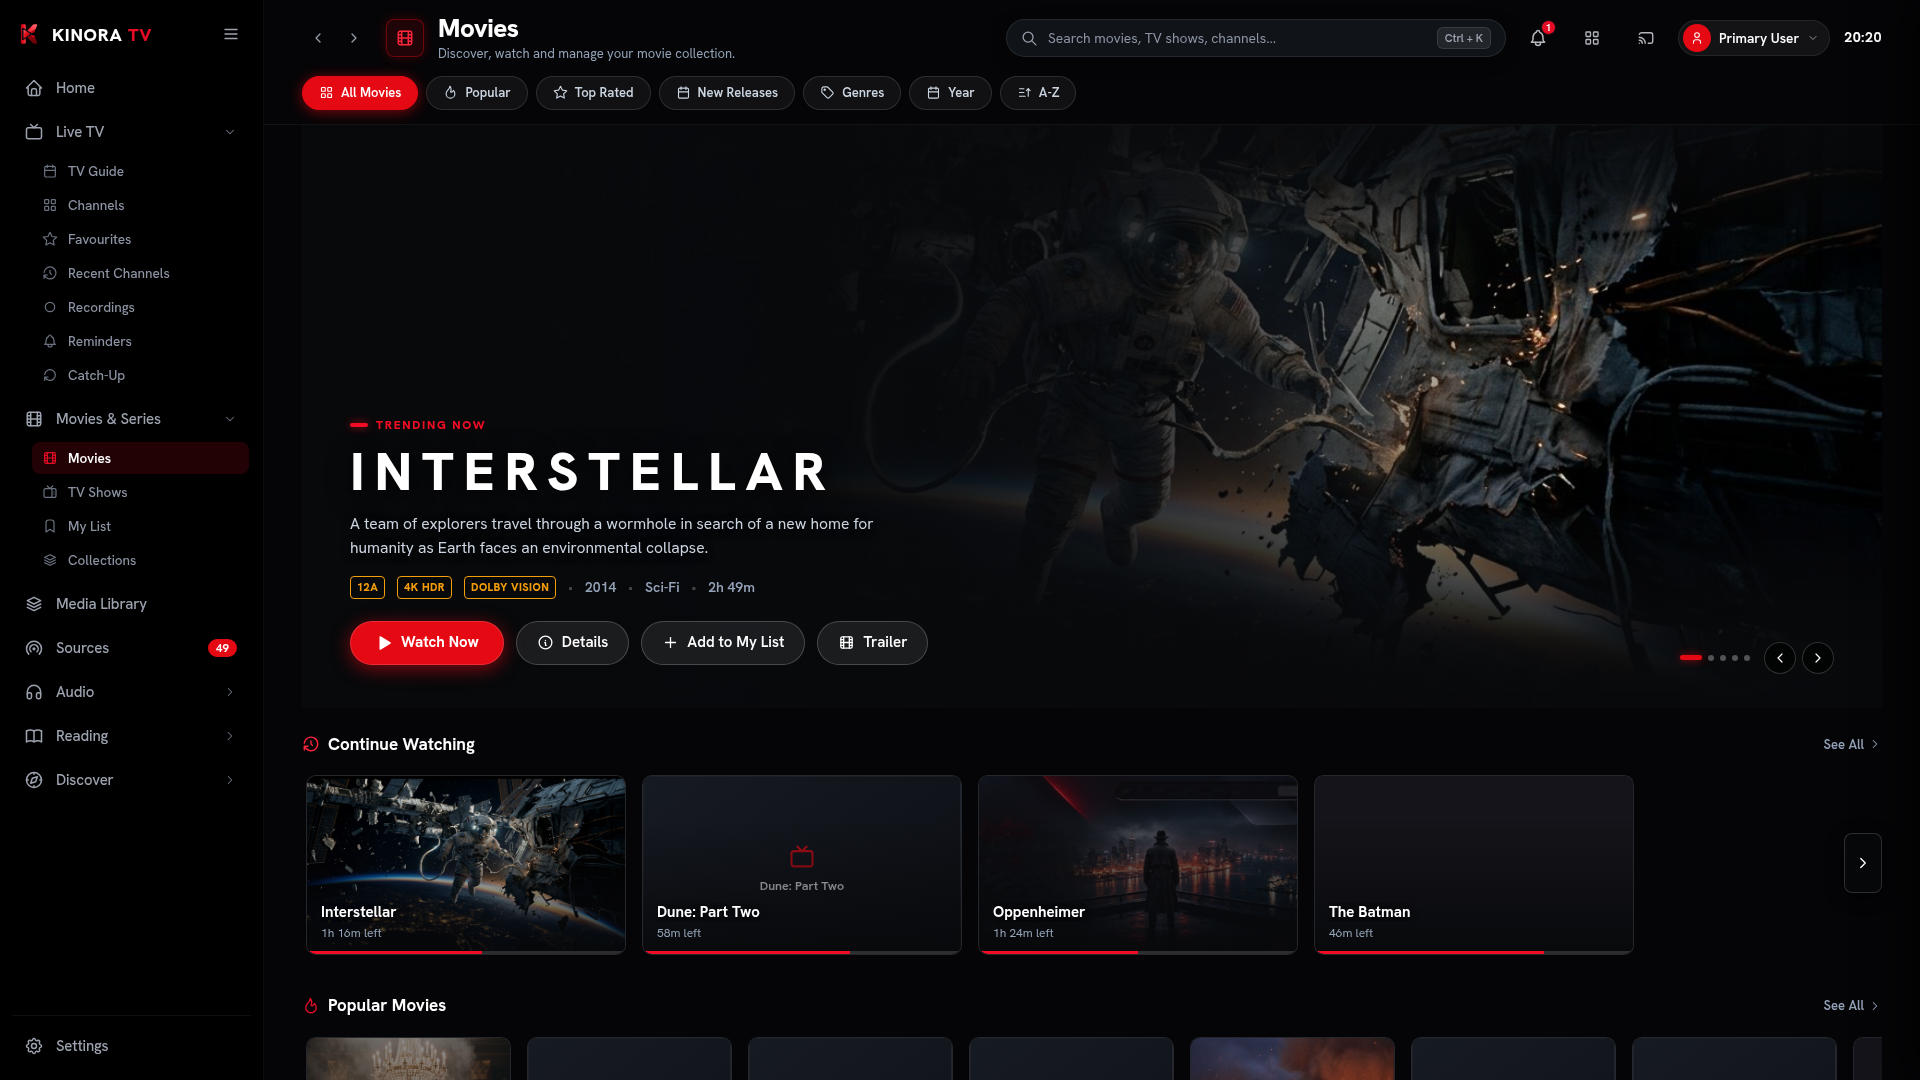 KINORA TV
Home
Live TV
TV Guide
Channels
Favourites
Recent Channels
Recordings
Reminders
Catch-Up
Movies & Series
Movies
TV Shows
My List
Collections
Media Library
Sources 49
Audio
Reading
Discover
Settings
Movies
Discover, watch and manage your movie collection.
Search movies, TV shows, channels...
Ctrl + K
1
Primary User
20:20
All Movies
Popular
Top Rated
New Releases
Genres
Year
A-Z
TRENDING NOW
INTERSTELLAR
A team of explorers travel through a wormhole in search of a new home for
humanity as Earth faces an environmental collapse.
12A 4K HDR DOLBY VISION • 2014 • Sci-Fi • 2h 49m
Watch Now
Details
Add to My List
Trailer
Continue Watching
See All
Interstellar
1h 16m left
Dune: Part Two
Dune: Part Two
58m left
Oppenheimer
1h 24m left
The Batman
46m left
Popular Movies
See All